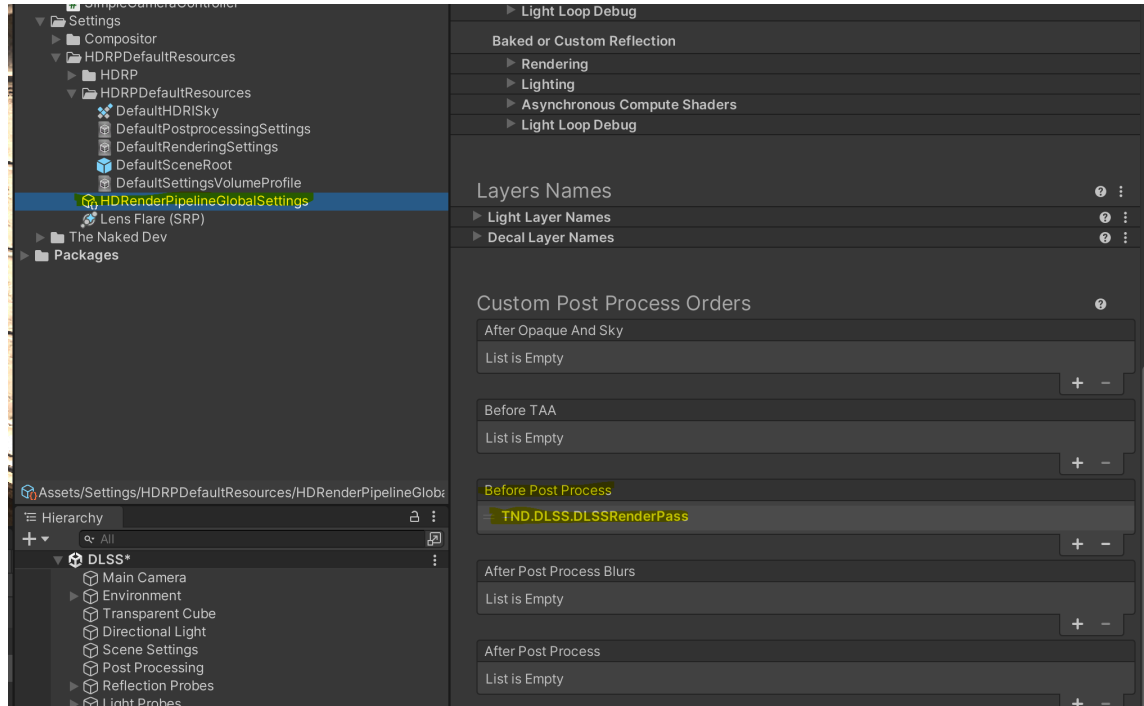 SimpleCameraController
Settings
Compositor
HDRPDefaultResources
HDRP
HDRPDefaultResources
DefaultHDRISky
DefaultPostprocessingSettings
DefaultRenderingSettings
DefaultSceneRoot
DefaultSettingsVolumeProfile
HDRenderPipelineGlobalSettings
Lens Flare (SRP)
The Naked Dev
Packages
Assets/Settings/HDRPDefaultResources/HDRenderPipelineGloba
Hierarchy
All
DLSS*
Main Camera
Environment
Transparent Cube
Directional Light
Scene Settings
Post Processing
Reflection Probes
Light Probes
Light Loop Debug
Baked or Custom Reflection
Rendering
Lighting
Asynchronous Compute Shaders
Light Loop Debug
Layers Names
Light Layer Names
Decal Layer Names
Custom Post Process Orders
After Opaque And Sky
List is Empty
Before TAA
List is Empty
Before Post Process
TND.DLSS.DLSSRenderPass
After Post Process Blurs
List is Empty
After Post Process
List is Empty